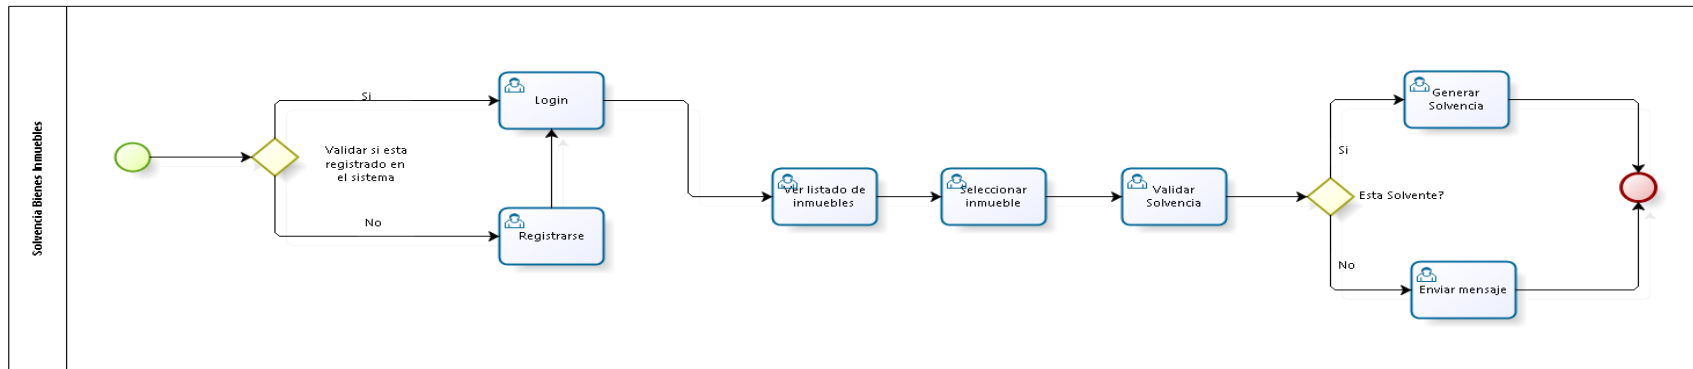 Solvencia Bienes Inmuebles
Si
Validar si esta
registrado en
el sistema
No
Login
Registrarse
Ver listado de
inmuebles
Seleccionar
inmueble
Validar
Solvencia
Si
Esta Solvente?
No
Generar
Solvencia
Enviar mensaje